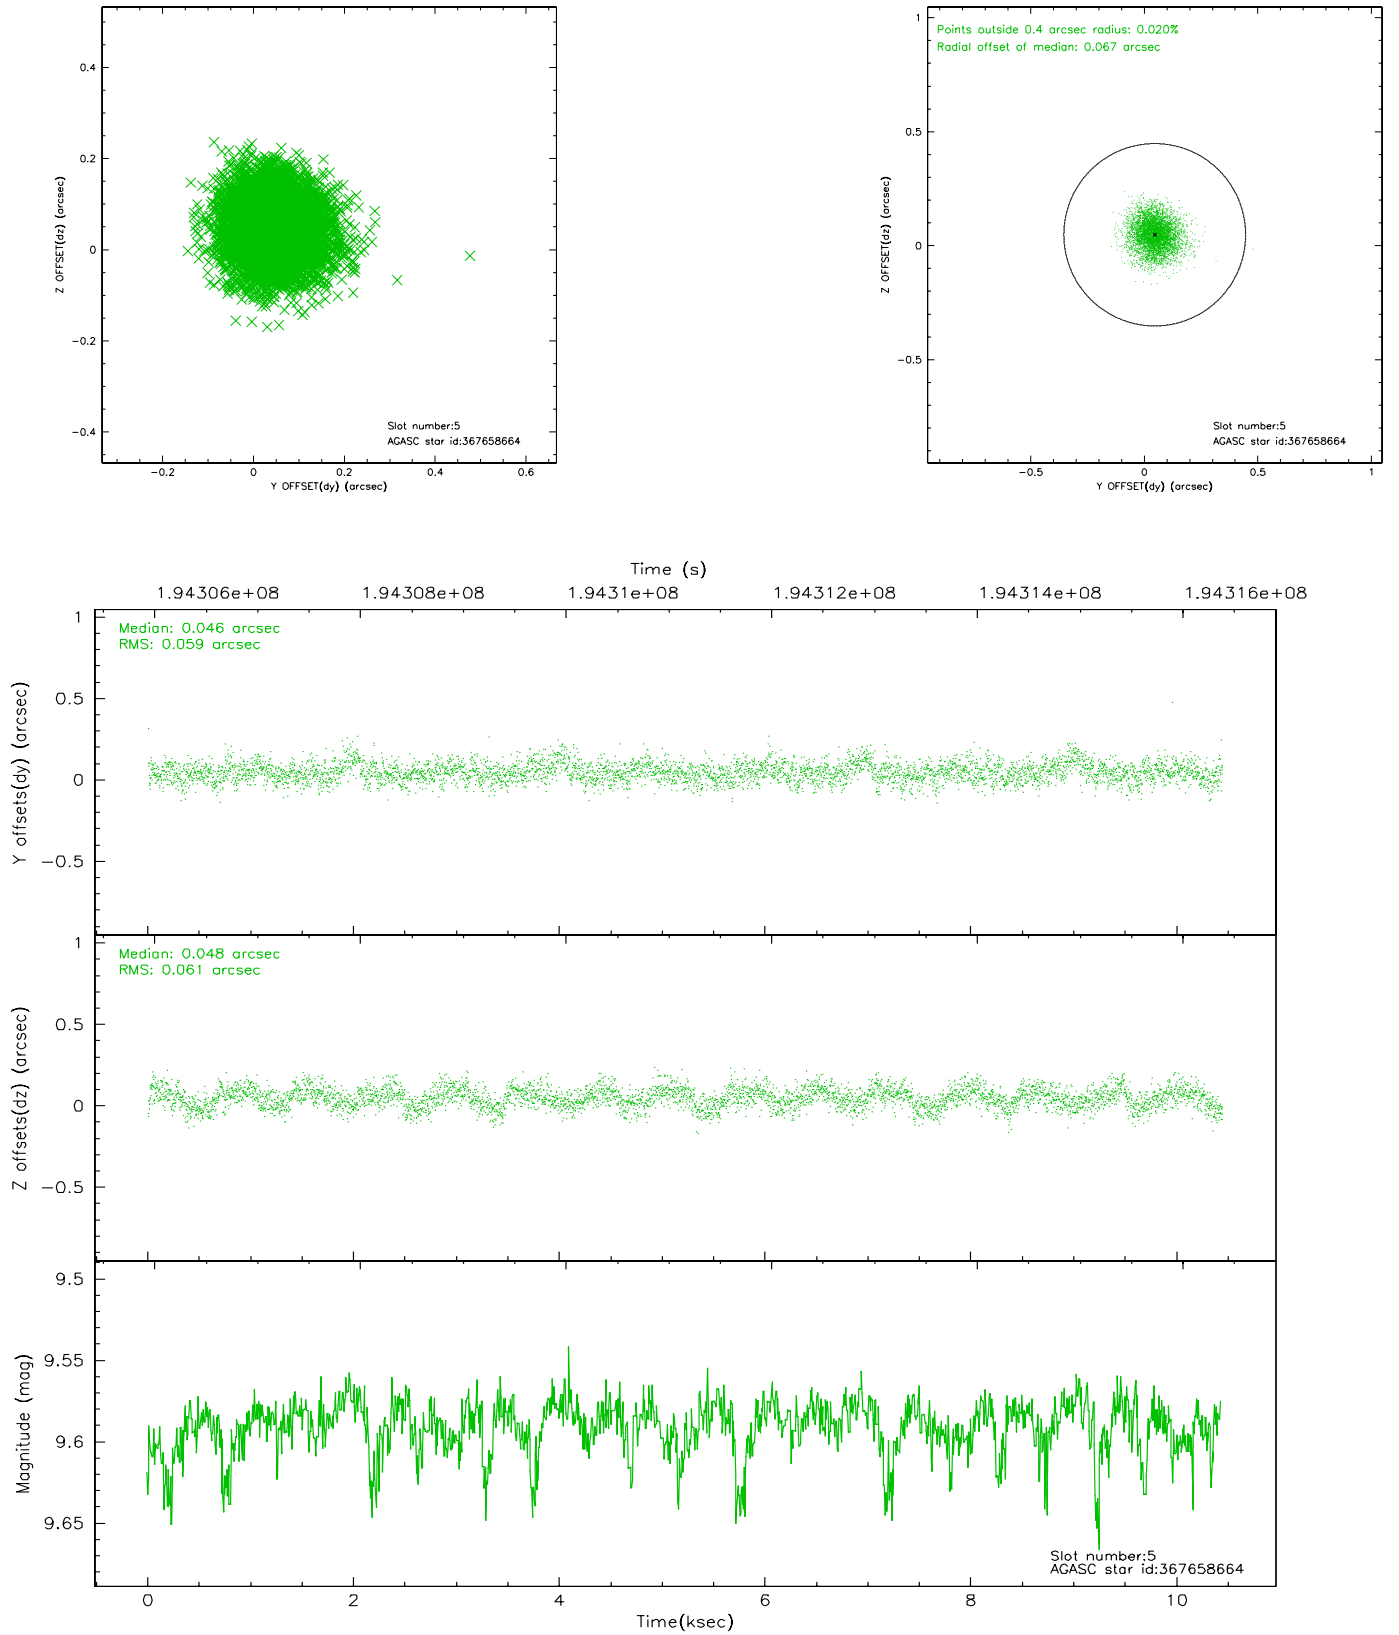 0.4
0.2
0
−0.2
−0.4
Z OFFSET(dz) (arcsec)
Slot number:5
AGASC star id:367658664
−0.2 0 0.2 0.4 0.6
Y OFFSET(dy) (arcsec)
Points outside 0.4 arcsec radius: 0.020%
Radial offset of median: 0.067 arcsec
1
0.5
0
−0.5
Z OFFSET(dz) (arcsec)
Slot number:5
AGASC star id:367658664
−0.5 0 0.5 1
Y OFFSET(dy) (arcsec)
Time (s)
1.94306e+08 1.94308e+08 1.9431e+08 1.94312e+08 1.94314e+08 1.94316e+08
Median: 0.046 arcsec
RMS: 0.059 arcsec
1
0.5
0
−0.5
Y offsets(dy) (arcsec)
Median: 0.048 arcsec
RMS: 0.061 arcsec
1
0.5
0
−0.5
Z offsets(dz) (arcsec)
9.5
9.55
9.6
9.65
Magnitude (mag)
Slot number:5
AGASC star id:367658664
0 2 4 6 8 10
Time(ksec)